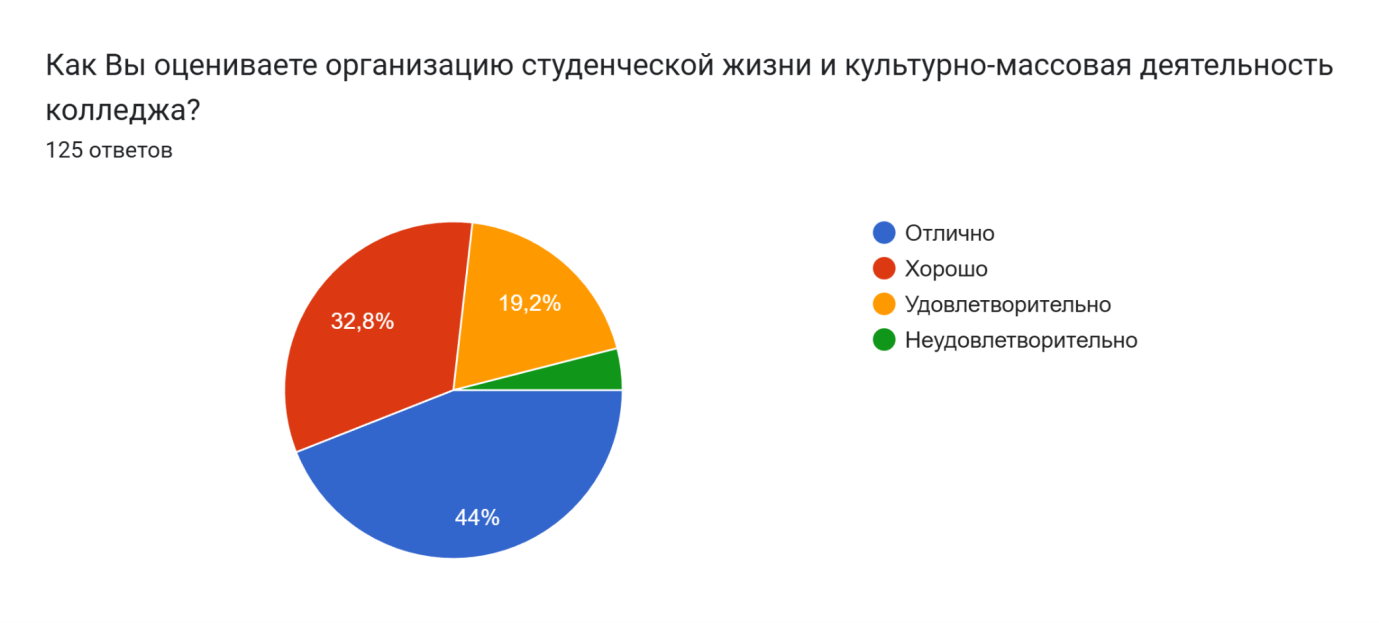 Как Вы оцениваете организацию студенческой жизни и культурно-массовая деятельность
колледжа?
125 ответов
Отлично
Хорошо
Удовлетворительно
Неудовлетворительно
19,2%
32,8%
44%